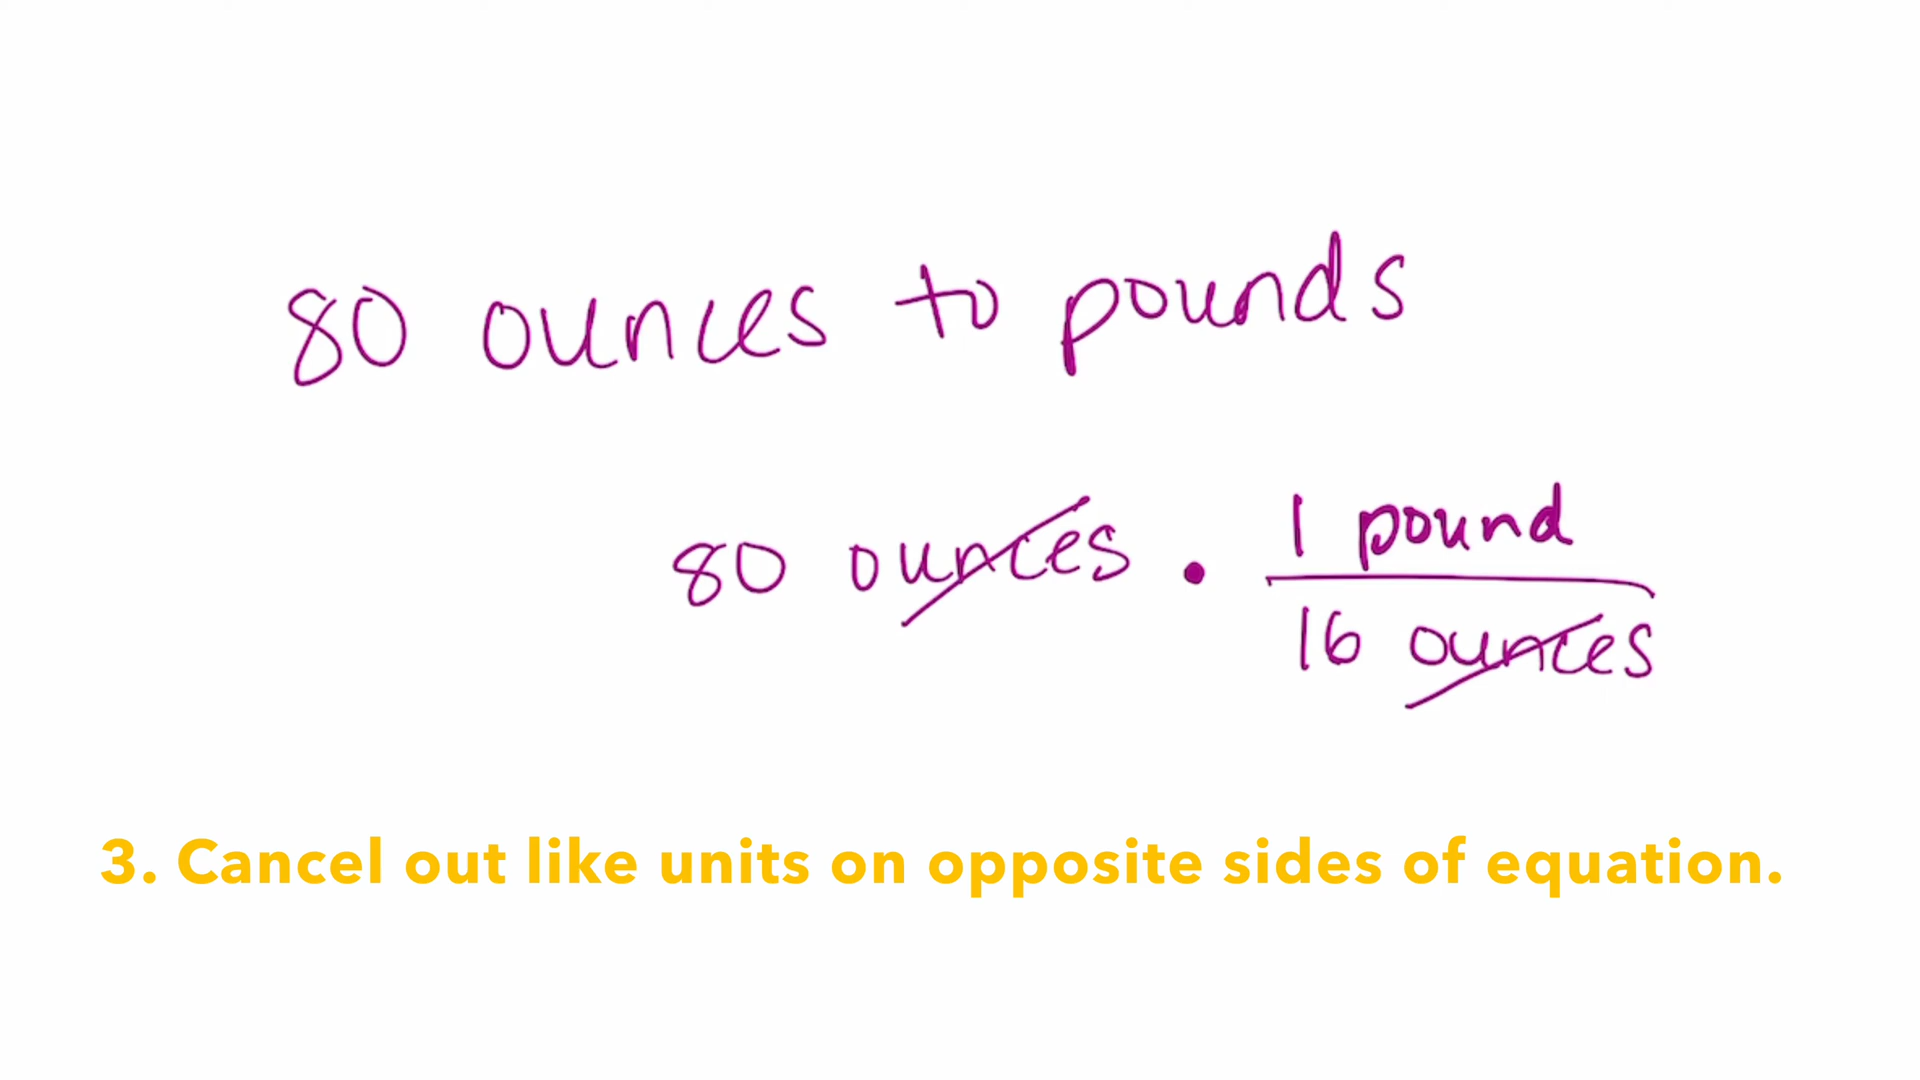 80 ounces to pounds
80 ounces • 1 pound
16 ounces
3. Cancel out like units on opposite sides of equation.